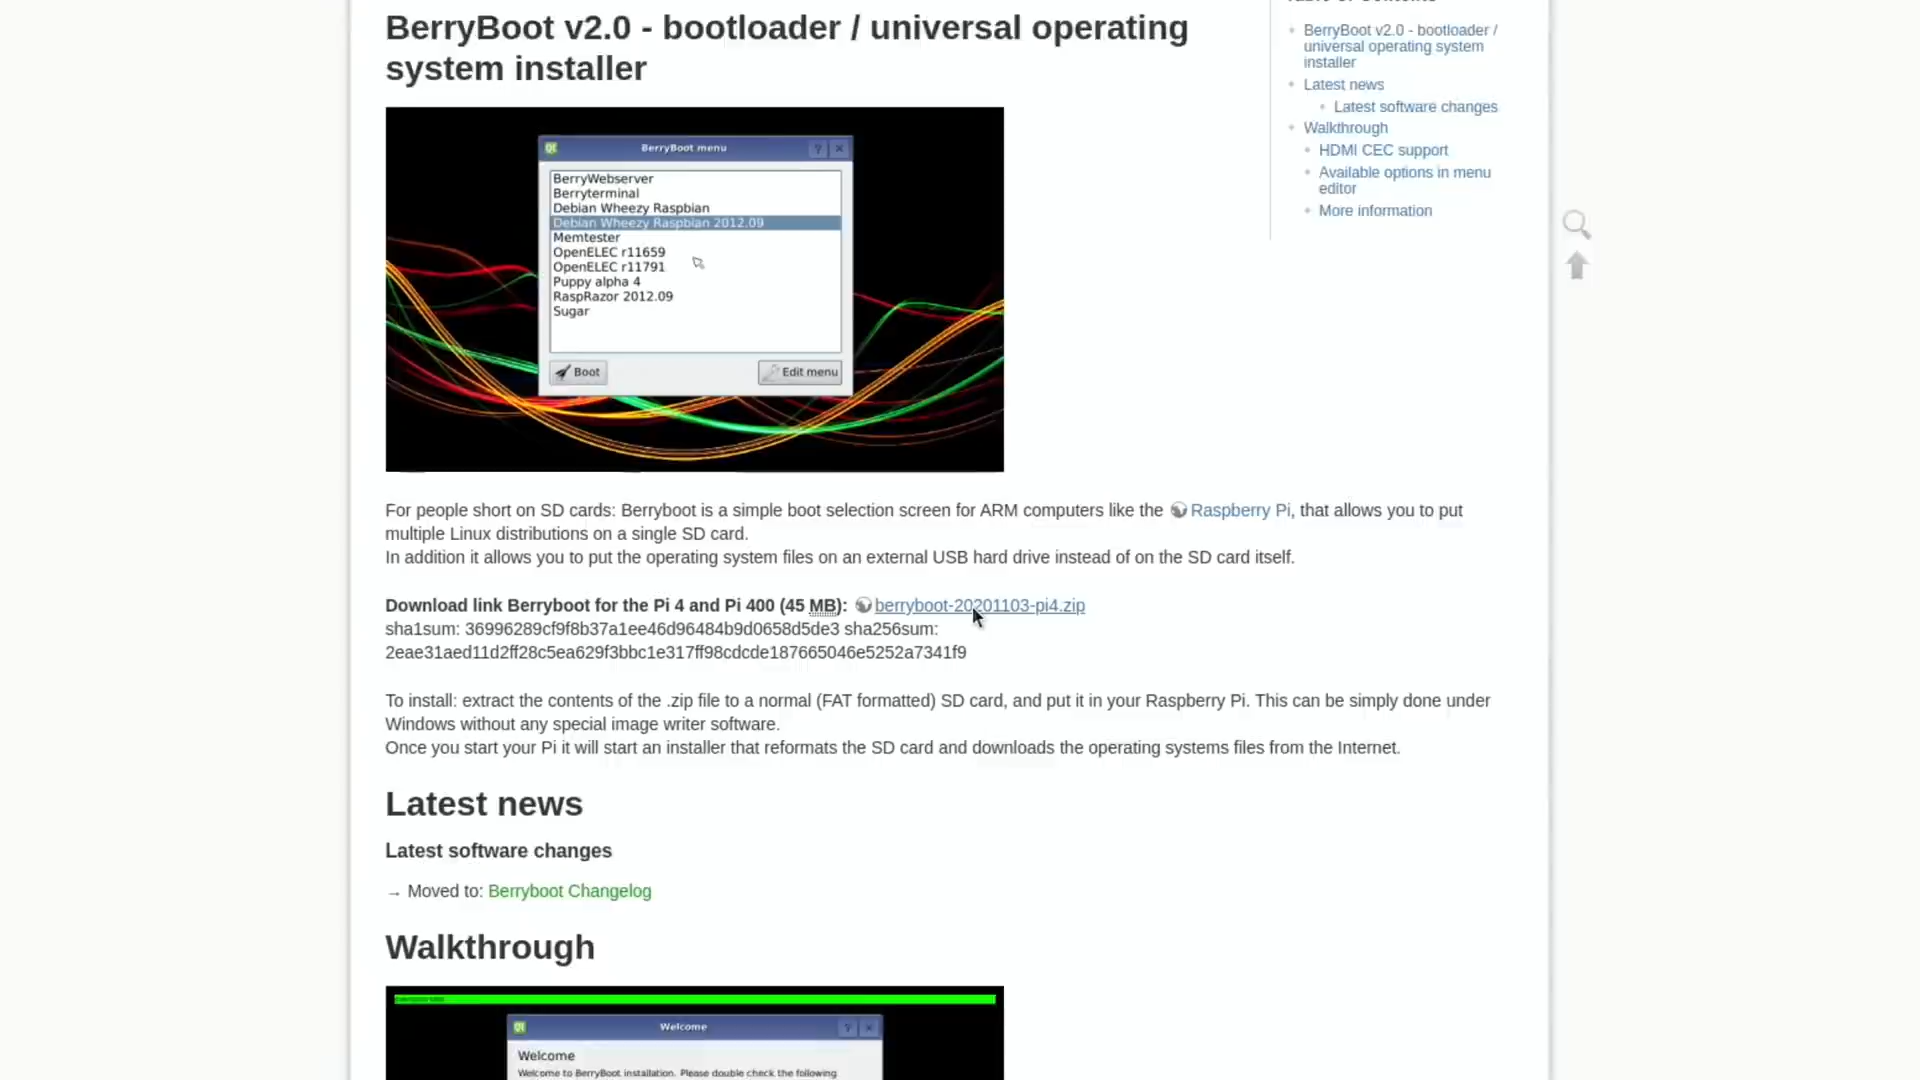 BerryBoot v2.0 - bootloader / universal operating
system installer
BerryBoot v2.0 - bootloader /
universal operating system
installer
Latest news
Latest software changes
Walkthrough
HDMI CEC support
Available options in menu
editor
More information
BerryBoot menu
BerryWebserver
Berryterminal
Debian Wheezy Raspbian
Debian Wheezy Raspbian 2012.09
Memtester
OpenELEC r11659
OpenELEC r11791
Puppy alpha 4
RaspRazor 2012.09
Sugar
Boot
Edit menu
For people short on SD cards: Berryboot is a simple boot selection screen for ARM computers like the Raspberry Pi, that allows you to put
multiple Linux distributions on a single SD card.
In addition it allows you to put the operating system files on an external USB hard drive instead of on the SD card itself.
Download link Berryboot for the Pi 4 and Pi 400 (45 MB): berryboot-20201103-pi4.zip
sha1sum: 36996289cf9f8b37a1ee46d96484b9d0658d5de3 sha256sum:
2eae31aed11d2ff28c5ea629f3bbc1e317ff98cdcde187665046e5252a7341f9
To install: extract the contents of the .zip file to a normal (FAT formatted) SD card, and put it in your Raspberry Pi. This can be simply done under
Windows without any special image writer software.
Once you start your Pi it will start an installer that reformats the SD card and downloads the operating systems files from the Internet.
Latest news
Latest software changes
→ Moved to: Berryboot Changelog
Walkthrough
Welcome
Welcome
Welcome to BerryBoot installation. Please double check the following